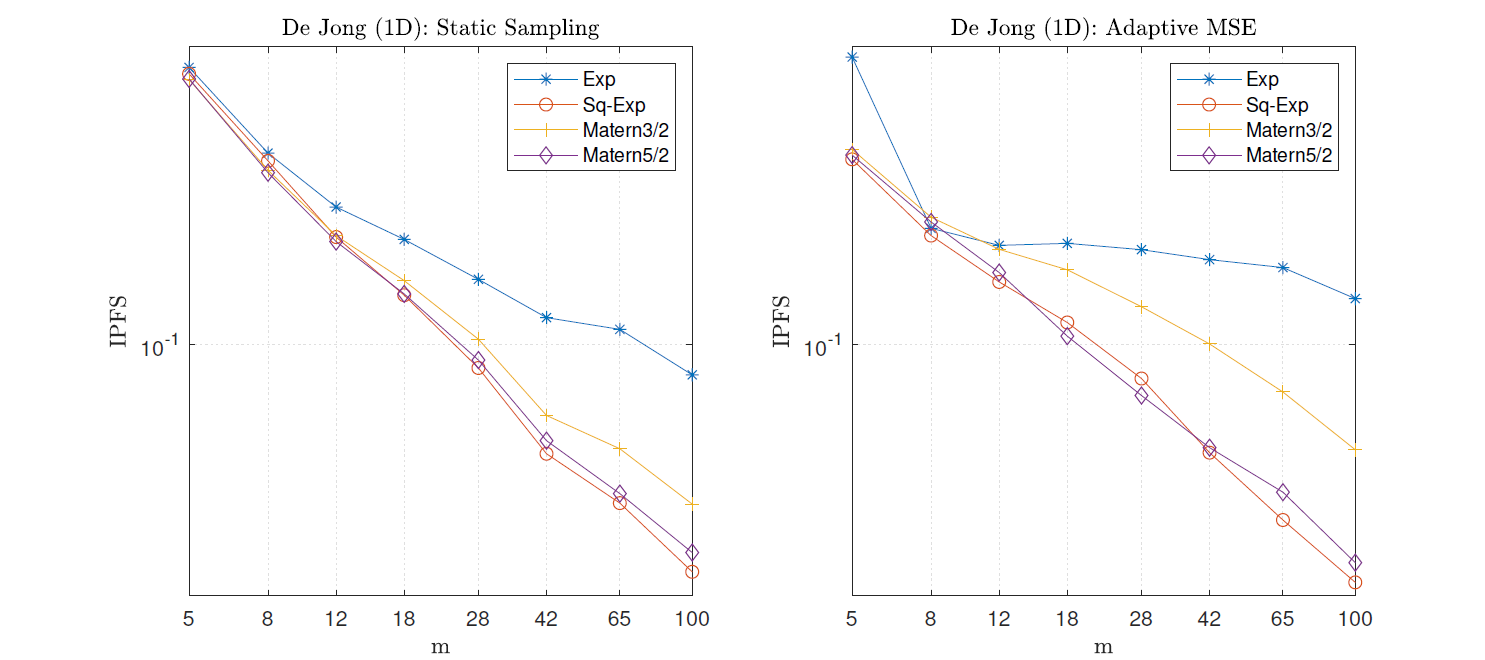 De Jong (1D): Static Sampling
Exp
Sq-Exp
Matern3/2
Matern5/2
IPFS
10-1
5 8 12 18 28 42 65 100
m
De Jong (1D): Adaptive MSE
Exp
Sq-Exp
Matern3/2
Matern5/2
IPFS
10-1
5 8 12 18 28 42 65 100
m